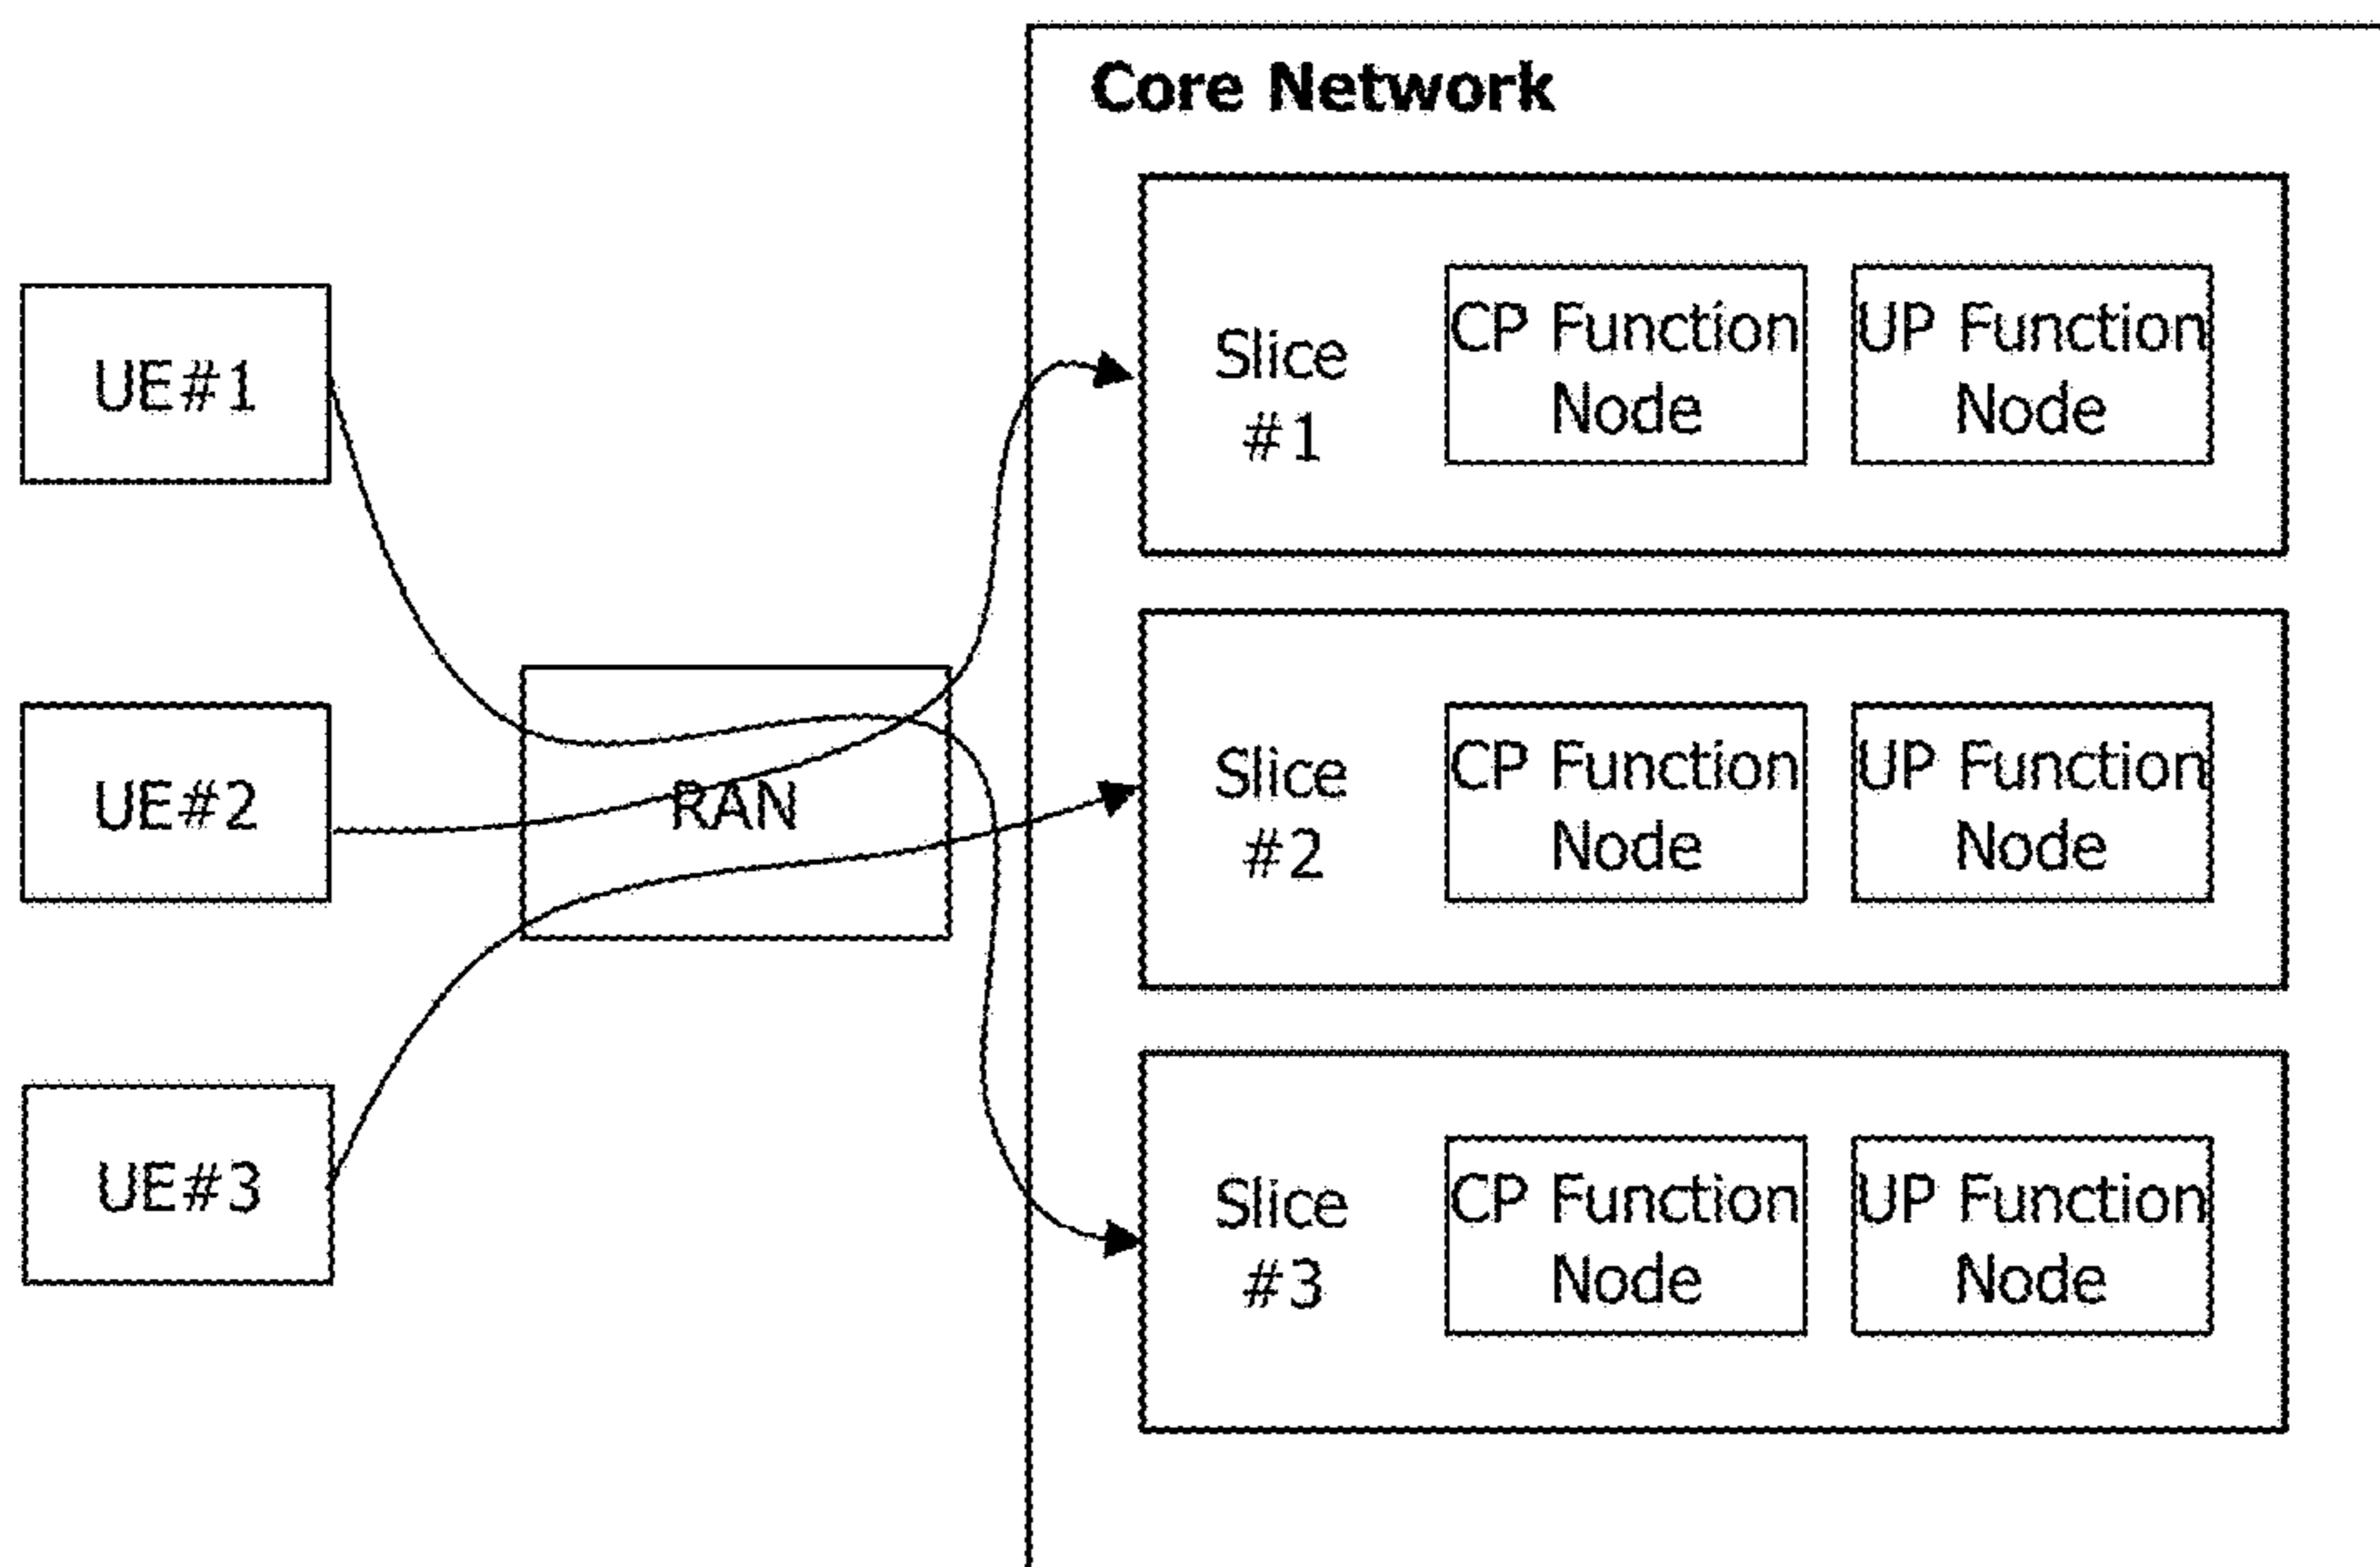 Core Network
UE#1
UE#2
UE#3
RAN
Slice
#1
CP Function
Node
UP Function
Node
Slice
#2
CP Function
Node
UP Function
Node
Slice
#3
CP Function
Node
UP Function
Node